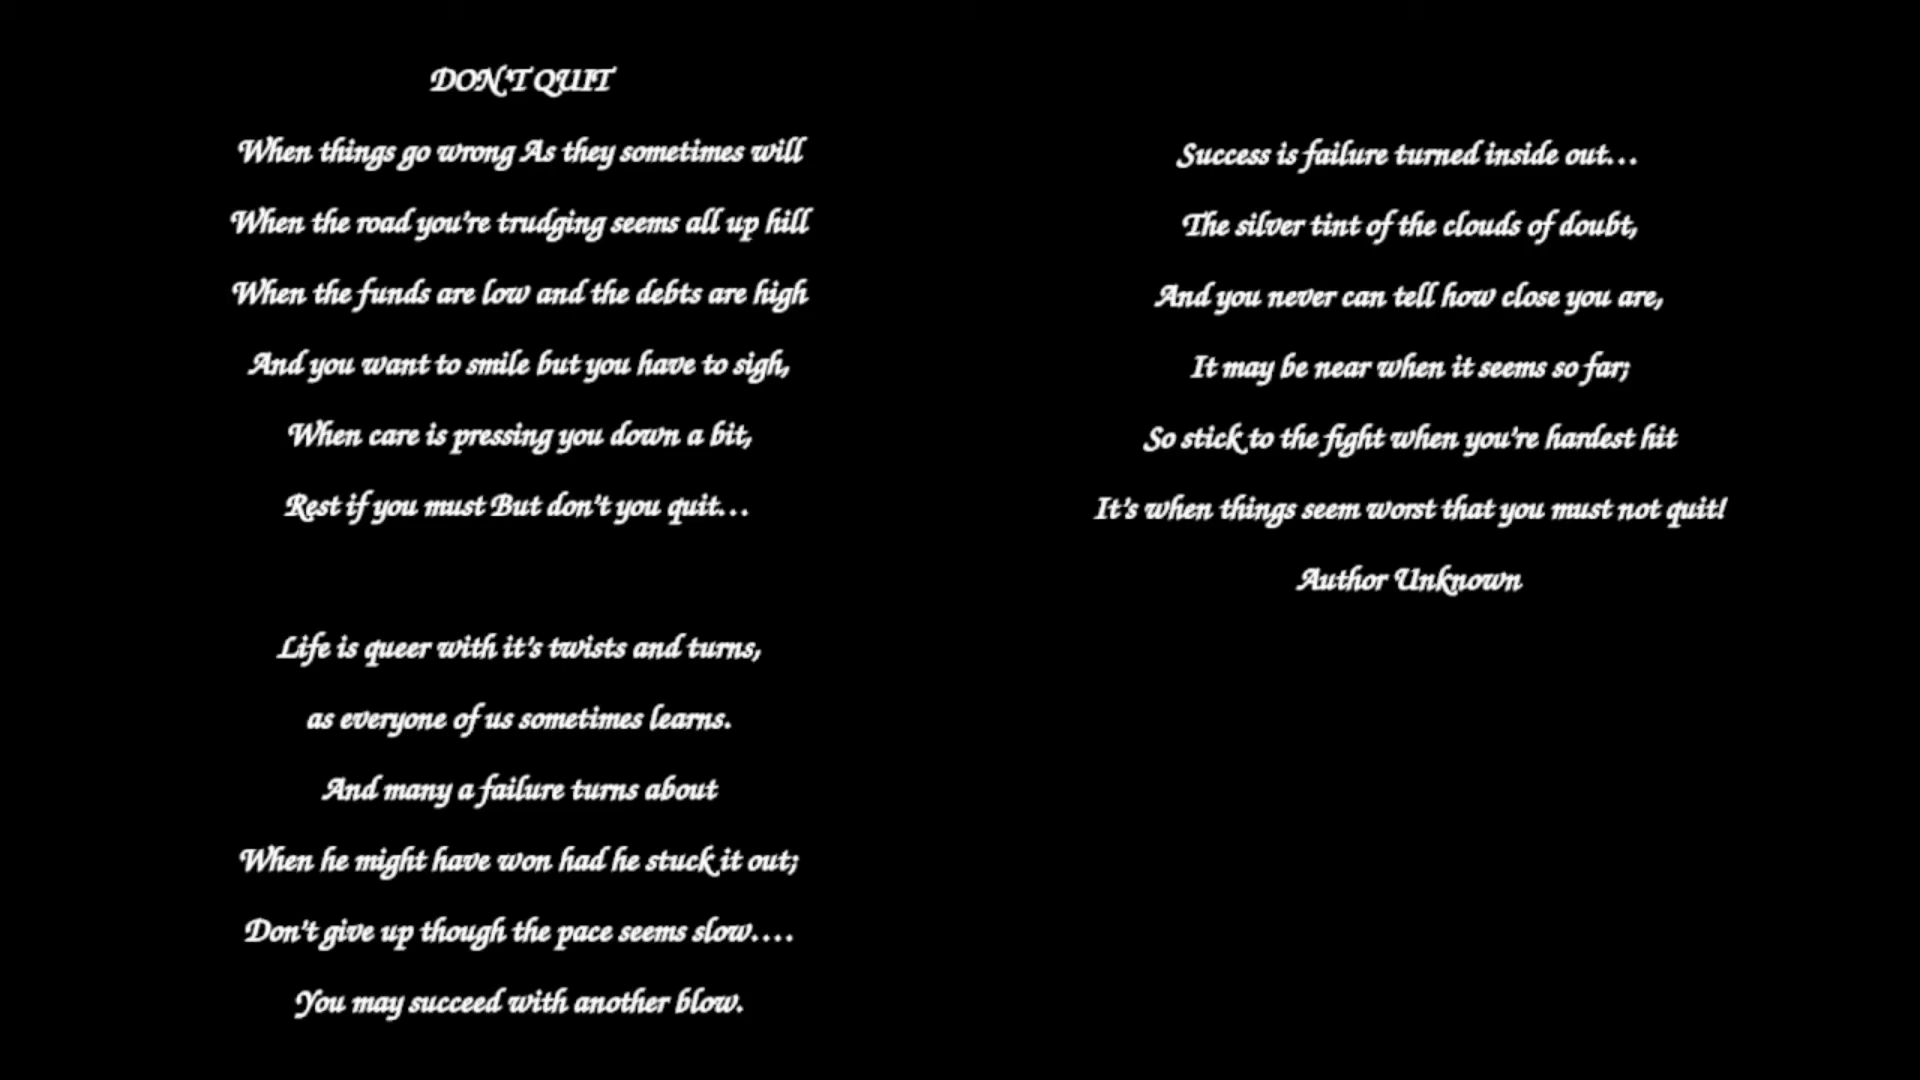 DON'T QUIT
When things go wrong As they sometimes will
When the road you're trudging seems all up hill
When the funds are low and the debts are high
And you want to smile but you have to sigh,
When care is pressing you down a bit,
Rest if you must But don't you quit...
Life is queer with it's twists and turns,
as everyone of us sometimes learns.
And many a failure turns about
When he might have won had he stuck it out;
Don't give up though the pace seems slow....
You may succeed with another blow.
Success is failure turned inside out...
The silver tint of the clouds of doubt,
And you never can tell how close you are,
It may be near when it seems so far;
So stick to the fight when you're hardest hit
It's when things seem worst that you must not quit!
Author Unknown